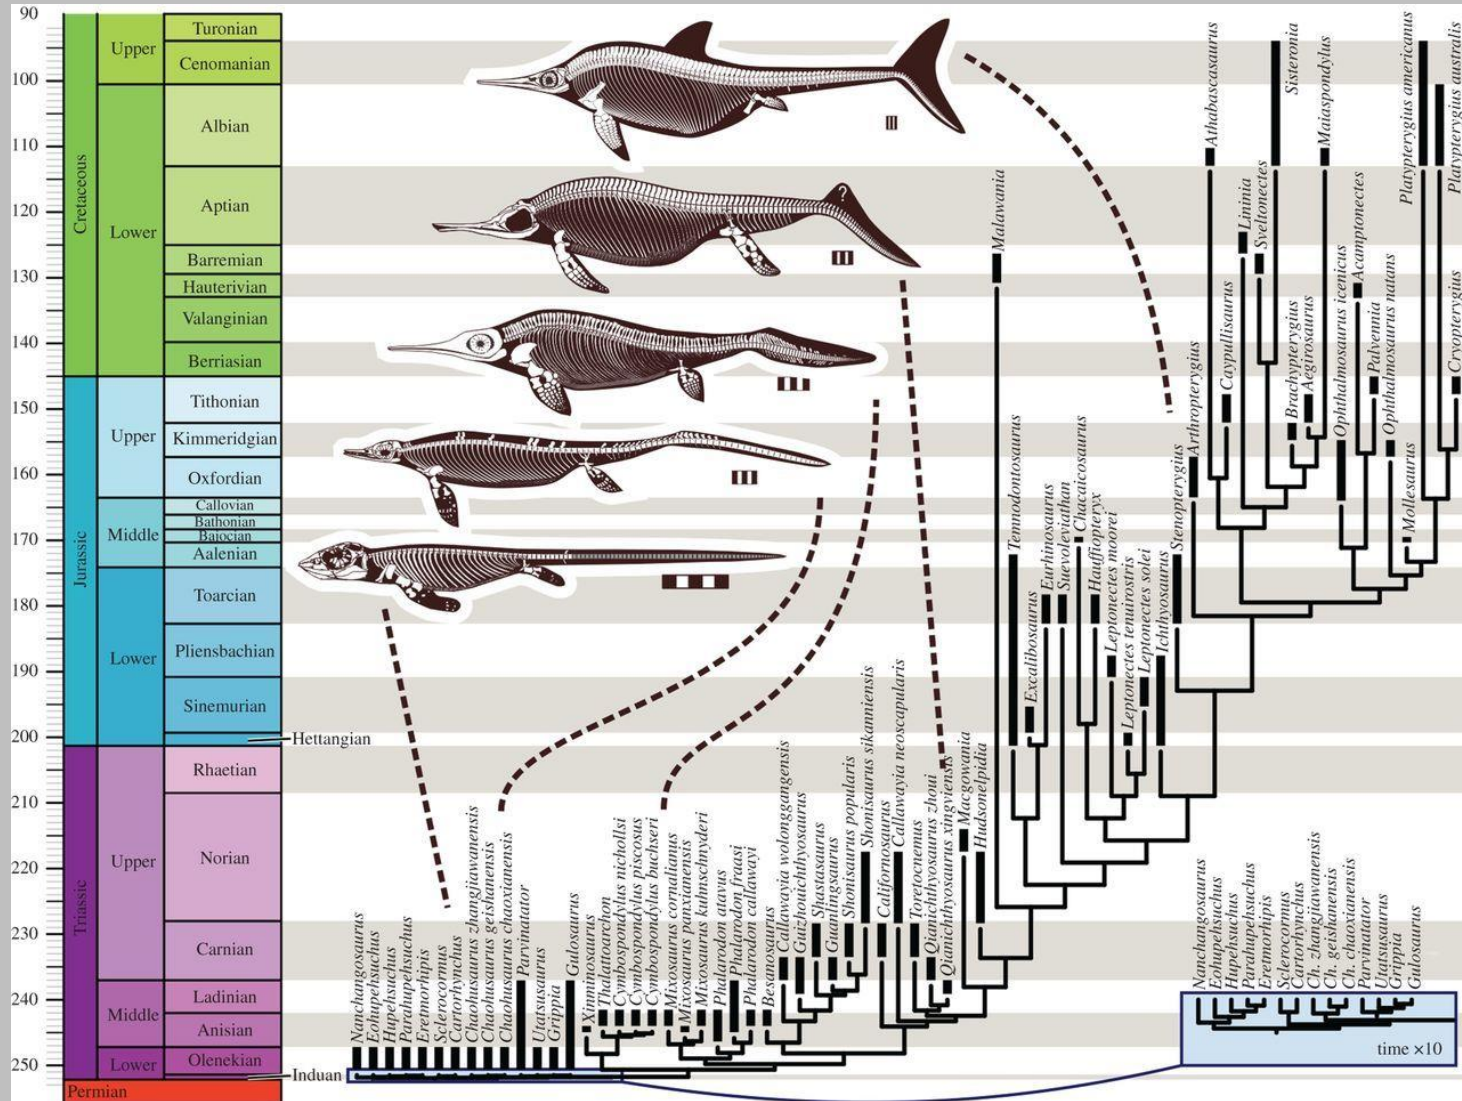 90
100
110
120
130
140
150
160
170
180
190
200
210
220
230
240
250
Cretaceous
Jurassic
Triassic
Permian
Upper
Lower
Upper
Middle
Lower
Upper
Middle
Lower
Turonian
Cenomanian
Albian
Aptian
Barremian
Hauterivian
Valanginian
Berriasian
Tithonian
Kimmeridgian
Oxfordian
Callovian
Bathonian
Bajocian
Aalenian
Toarcian
Pliensbachian
Sinemurian
Hettangian
Rhaetian
Norian
Carnian
Ladinian
Anisian
Olenekian
Induan
?
Nanchangosaurus
Eohupehsuchus
Hupehsuchus
Parahupehsuchus
Eretmorhipis
Sclerocormus
Cartorhynchus
Chaohusaurus zhangjiawanensis
Chaohusaurus geishanensis
Chaohusaurus chaoxianensis
Parvinatator
Utatsusaurus
Grippia
Gulosaurus
Xinminosaurus
Thalattoarchon
Cymbospondylus nichollsi
Cymbospondylus piscosus
Cymbospondylus buchseri
Mixosaurus cornalianus
Mixosaurus panxianensis
Mixosaurus kuhnschnyderi
Phalarodon atavus
Phalarodon fraasi
Phalarodon callawayi
Besanosaurus
Callawayia wolonggangensis
Guizhouichthyosaurus
Shastasaurus
Guanlingsaurus
Shonisaurus popularis
Shonisaurus sikanniensis
Californosaurus
Callawayia neoscapularis
Toretocnemus
Qianichthyosaurus zhoui
Qianichthyosaurus xingyiensis
Macgowania
Hudsonelpidia
Malawania
Temnodontosaurus
Excalibosaurus
Eurhinosaurus
Suevoleviathan
Chacaicosaurus
Hauffiopteryx
Leptonectes moorei
Leptonectes tenuirostris
Leptonectes solei
Ichthyosaurus
Stenopterygius
Arthropterygius
Athabascasaurus
Caypullisaurus
Lininia
Sveltonectes
Sisteronia
Brachypterygius
Aegirosaurus
Maiaspondylus
Ophthalmosaurus icenicus
Acamptonectes
Palvennia
Ophthalmosaurus natans
Mollesaurus
Platypterygius americanus
Platypterygius australis
Cryopterygius
Nanchangosaurus
Eohupehsuchus
Hupehsuchus
Parahupehsuchus
Eretmorhipis
Sclerocormus
Cartorhynchus
Ch. zhangjiawanensis
Ch. geishanensis
Ch. chaoxianensis
Parvinatator
Utatsusaurus
Grippia
Gulosaurus
time ×10